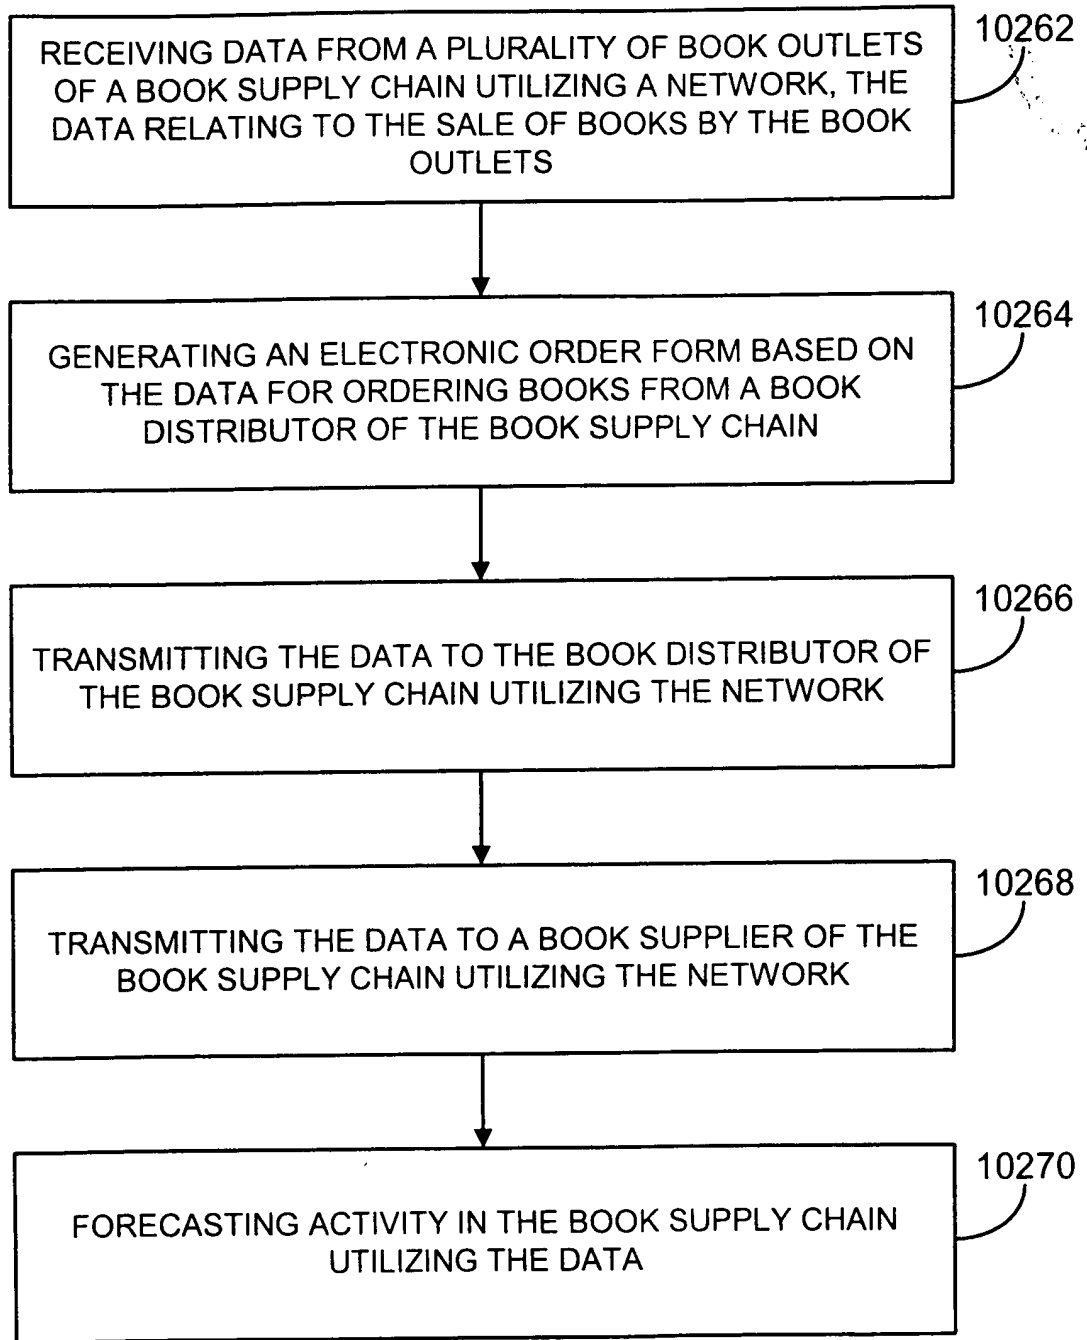 10262
RECEIVING DATA FROM A PLURALITY OF BOOK OUTLETS
OF A BOOK SUPPLY CHAIN UTILIZING A NETWORK, THE
DATA RELATING TO THE SALE OF BOOKS BY THE BOOK
OUTLETS
10264
GENERATING AN ELECTRONIC ORDER FORM BASED ON
THE DATA FOR ORDERING BOOKS FROM A BOOK
DISTRIBUTOR OF THE BOOK SUPPLY CHAIN
10266
TRANSMITTING THE DATA TO THE BOOK DISTRIBUTOR OF
THE BOOK SUPPLY CHAIN UTILIZING THE NETWORK
10268
TRANSMITTING THE DATA TO A BOOK SUPPLIER OF THE
BOOK SUPPLY CHAIN UTILIZING THE NETWORK
10270
FORECASTING ACTIVITY IN THE BOOK SUPPLY CHAIN
UTILIZING THE DATA